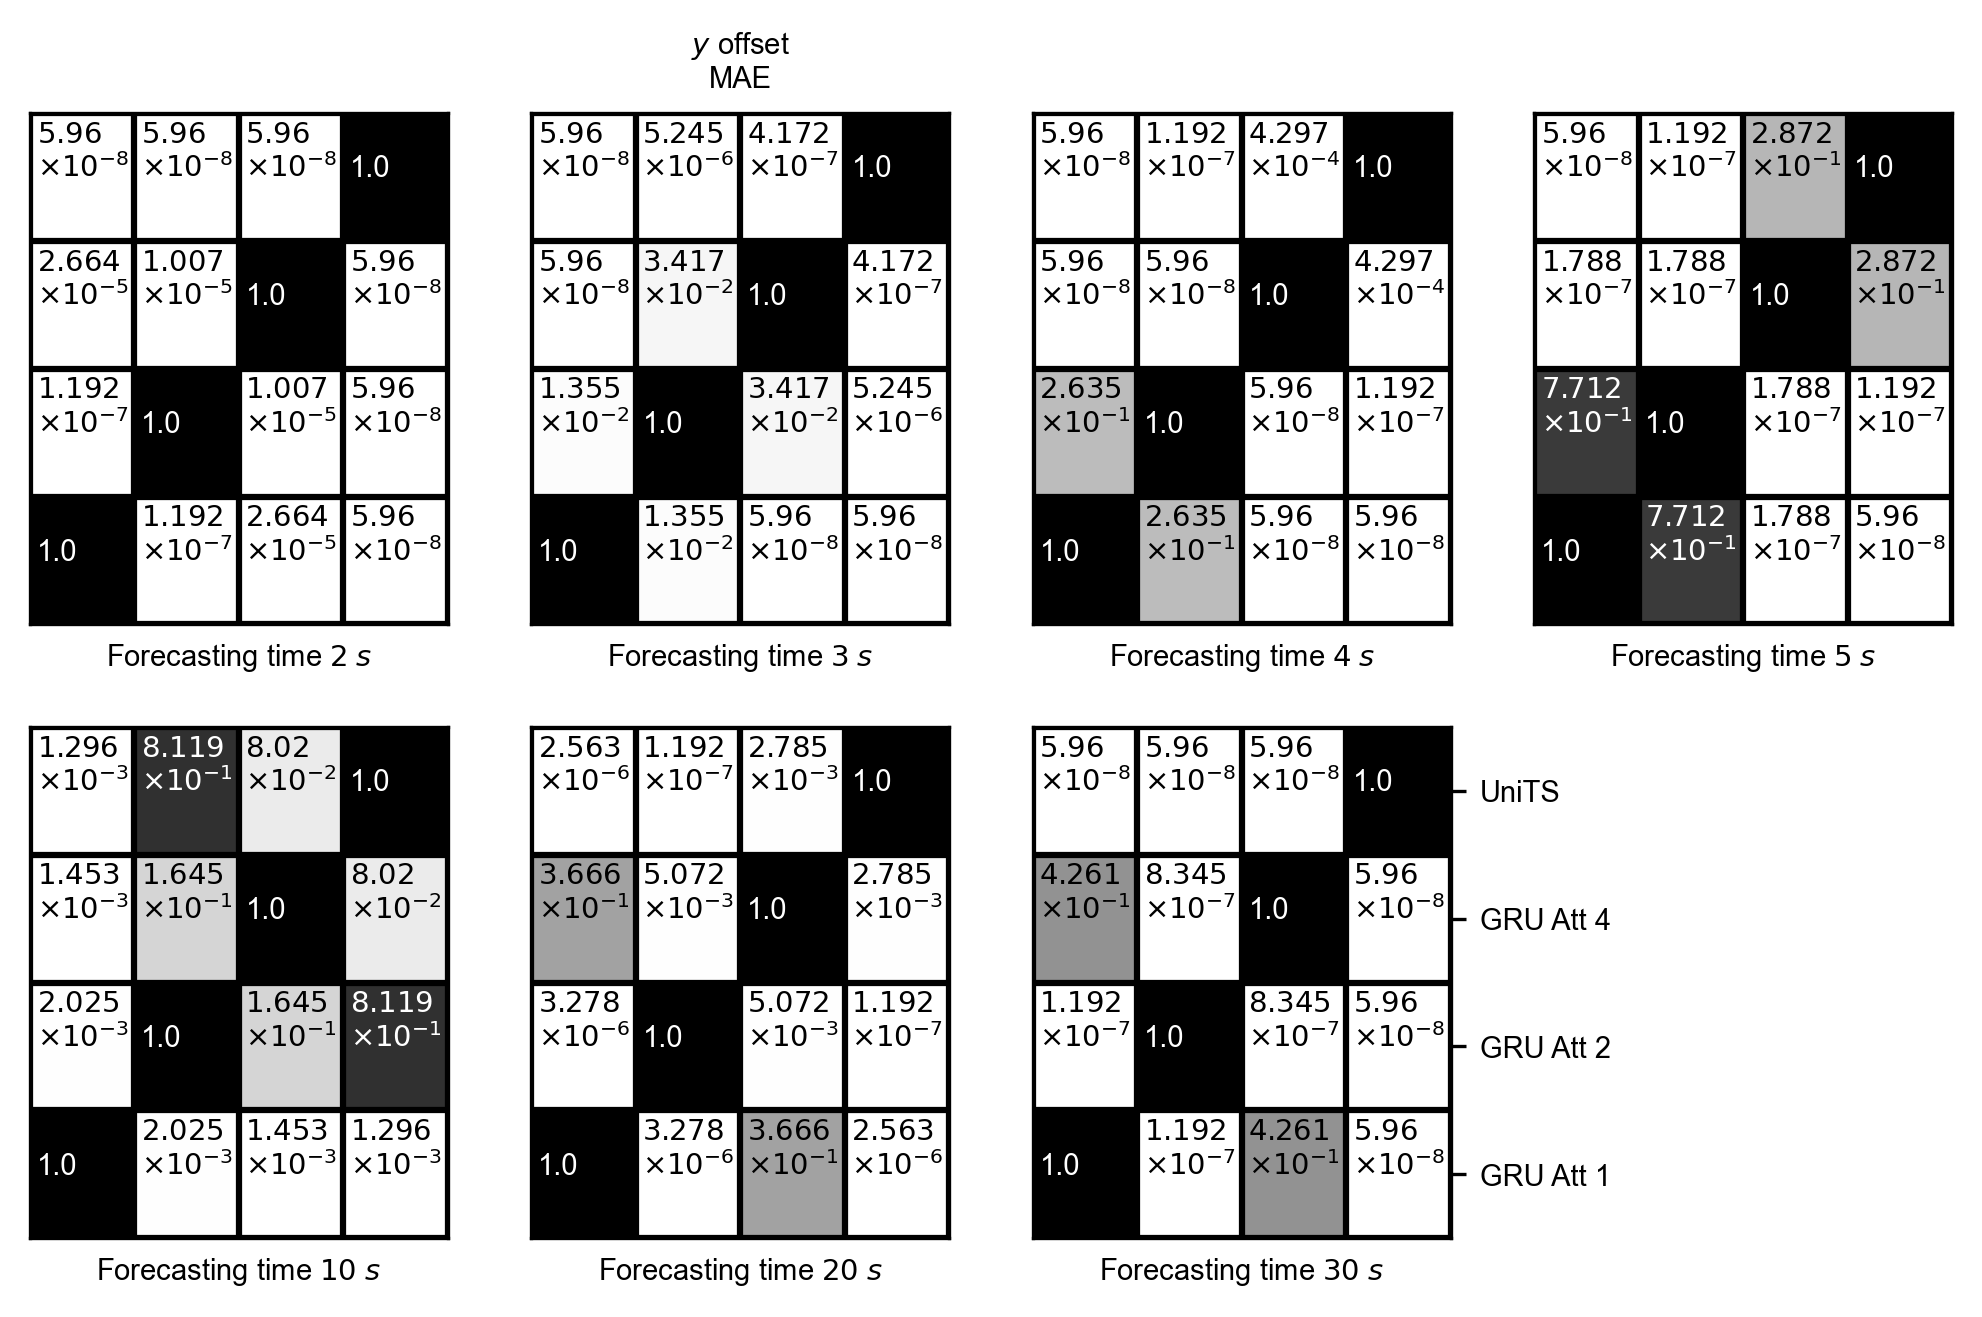 y offset
MAE
5.96 5.96 5.96
×10⁻⁸ ×10⁻⁸ ×10⁻⁸ 1.0
2.664 1.007 5.96
×10⁻⁵ ×10⁻⁵ 1.0 ×10⁻⁸
1.192 1.007 5.96
×10⁻⁷ 1.0 ×10⁻⁵ ×10⁻⁸
1.192 2.664 5.96
1.0 ×10⁻⁷ ×10⁻⁵ ×10⁻⁸
Forecasting time 2 s
5.96 5.245 4.172
×10⁻⁸ ×10⁻⁶ ×10⁻⁷ 1.0
5.96 3.417 4.172
×10⁻⁸ ×10⁻² 1.0 ×10⁻⁷
1.355 3.417 5.245
×10⁻² 1.0 ×10⁻² ×10⁻⁶
1.355 5.96 5.96
1.0 ×10⁻² ×10⁻⁸ ×10⁻⁸
Forecasting time 3 s
5.96 1.192 4.297
×10⁻⁸ ×10⁻⁷ ×10⁻⁴ 1.0
5.96 5.96 4.297
×10⁻⁸ ×10⁻⁸ 1.0 ×10⁻⁴
2.635 5.96 1.192
×10⁻¹ 1.0 ×10⁻⁸ ×10⁻⁷
2.635 5.96 5.96
1.0 ×10⁻¹ ×10⁻⁸ ×10⁻⁸
Forecasting time 4 s
5.96 1.192 2.872
×10⁻⁸ ×10⁻⁷ ×10⁻¹ 1.0
1.788 1.788 2.872
×10⁻⁷ ×10⁻⁷ 1.0 ×10⁻¹
7.712 1.788 1.192
×10⁻¹ 1.0 ×10⁻⁷ ×10⁻⁷
7.712 1.788 5.96
1.0 ×10⁻¹ ×10⁻⁷ ×10⁻⁸
Forecasting time 5 s
1.296 8.119 8.02
×10⁻³ ×10⁻¹ ×10⁻² 1.0
1.453 1.645 8.02
×10⁻³ ×10⁻¹ 1.0 ×10⁻²
2.025 1.645 8.119
×10⁻³ 1.0 ×10⁻¹ ×10⁻¹
2.025 1.453 1.296
1.0 ×10⁻³ ×10⁻³ ×10⁻³
Forecasting time 10 s
2.563 1.192 2.785
×10⁻⁶ ×10⁻⁷ ×10⁻³ 1.0
3.666 5.072 2.785
×10⁻¹ ×10⁻³ 1.0 ×10⁻³
3.278 5.072 1.192
×10⁻⁶ 1.0 ×10⁻³ ×10⁻⁷
3.278 3.666 2.563
1.0 ×10⁻⁶ ×10⁻¹ ×10⁻⁶
Forecasting time 20 s
5.96 5.96 5.96
×10⁻⁸ ×10⁻⁸ ×10⁻⁸ 1.0
UniTS
4.261 8.345 5.96
×10⁻¹ ×10⁻⁷ 1.0 ×10⁻⁸
GRU Att 4
1.192 8.345 5.96
×10⁻⁷ 1.0 ×10⁻⁷ ×10⁻⁸
GRU Att 2
1.192 4.261 5.96
1.0 ×10⁻⁷ ×10⁻¹ ×10⁻⁸
GRU Att 1
Forecasting time 30 s